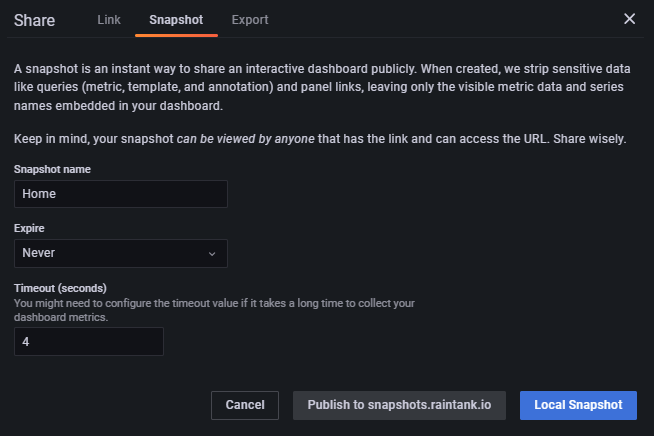 Share Link Snapshot Export
A snapshot is an instant way to share an interactive dashboard publicly. When created, we strip sensitive data
like queries (metric, template, and annotation) and panel links, leaving only the visible metric data and series
names embedded in your dashboard.
Keep in mind, your snapshot can be viewed by anyone that has the link and can access the URL. Share wisely.
Snapshot name
Home
Expire
Never
Timeout (seconds)
You might need to configure the timeout value if it takes a long time to collect your
dashboard metrics.
4
Cancel Publish to snapshots.raintank.io Local Snapshot